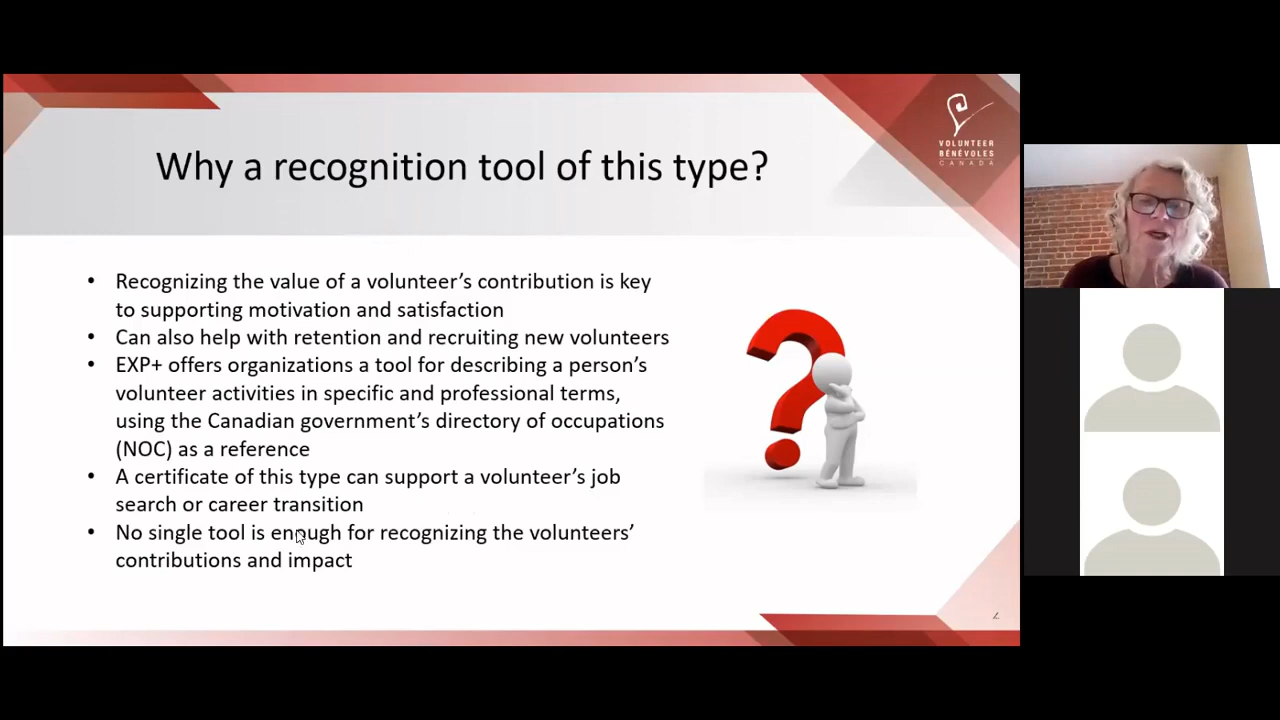 Why a recognition tool of this type?
VOLUNTEER
BÉNÉVOLES
CANADA
• Recognizing the value of a volunteer’s contribution is key
to supporting motivation and satisfaction
• Can also help with retention and recruiting new volunteers
• EXP+ offers organizations a tool for describing a person’s
volunteer activities in specific and professional terms,
using the Canadian government’s directory of occupations
(NOC) as a reference
• A certificate of this type can support a volunteer’s job
search or career transition
• No single tool is enough for recognizing the volunteers’
contributions and impact